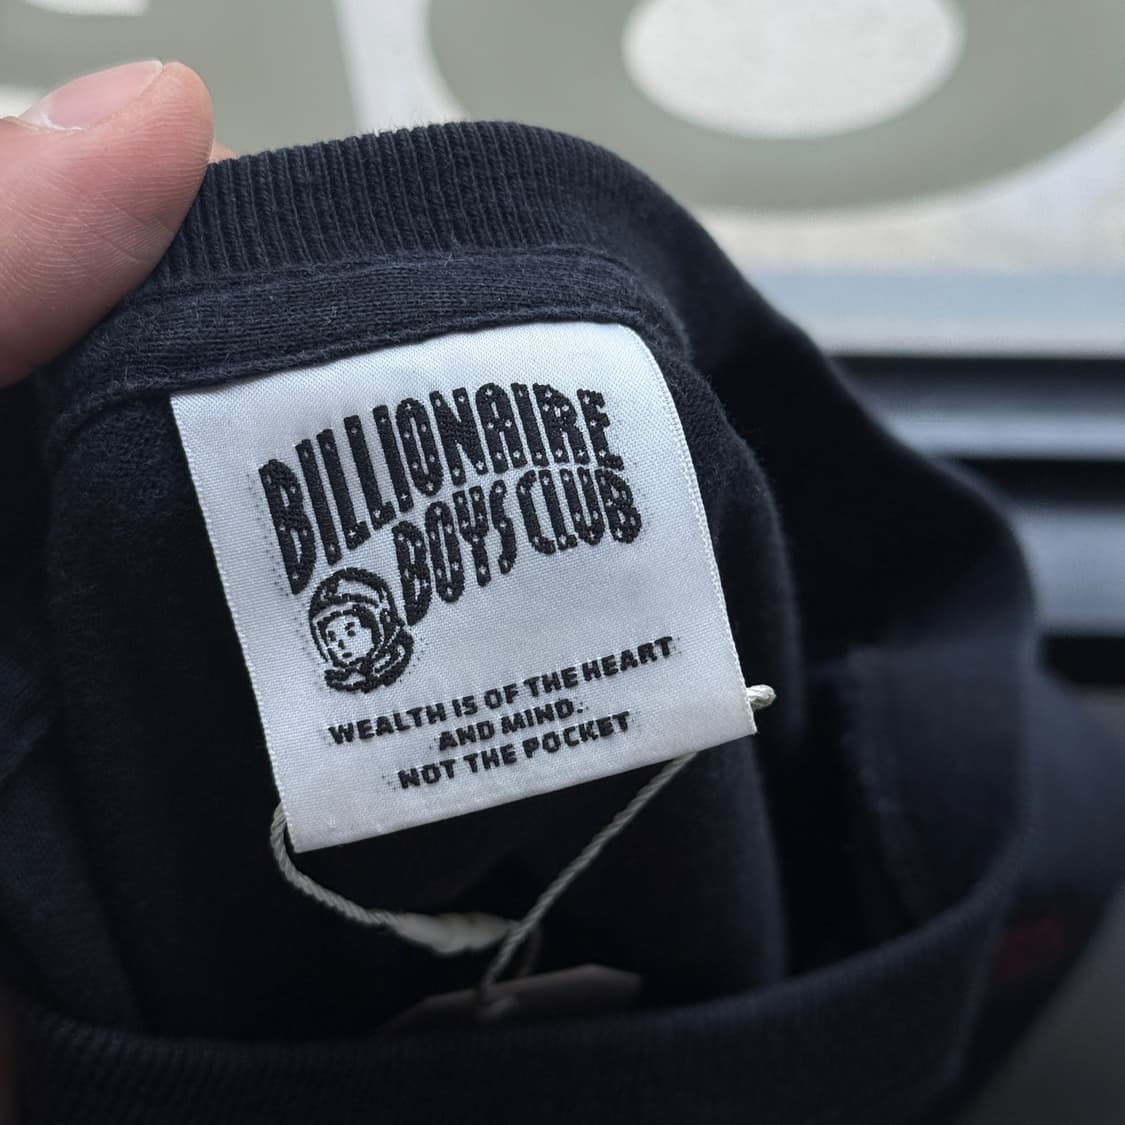 BILLIONAIRE
BOYS CLUB
WEALTH IS OF THE HEART
AND MIND.
NOT THE POCKET